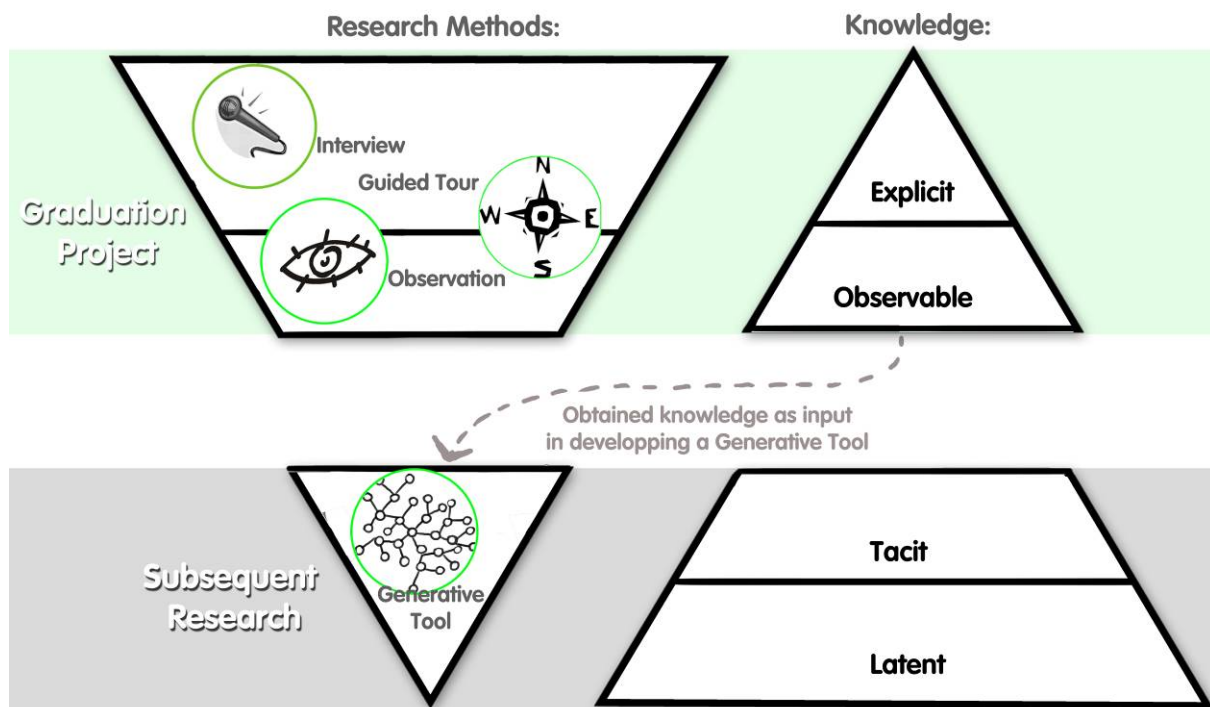 Research Methods:
Knowledge:
Interview
Guided Tour
N
W
E
S
Observation
Graduation
Project
Explicit
Observable
Obtained knowledge as input
in developping a Generative Tool
Subsequent
Research
Generative
Tool
Tacit
Latent